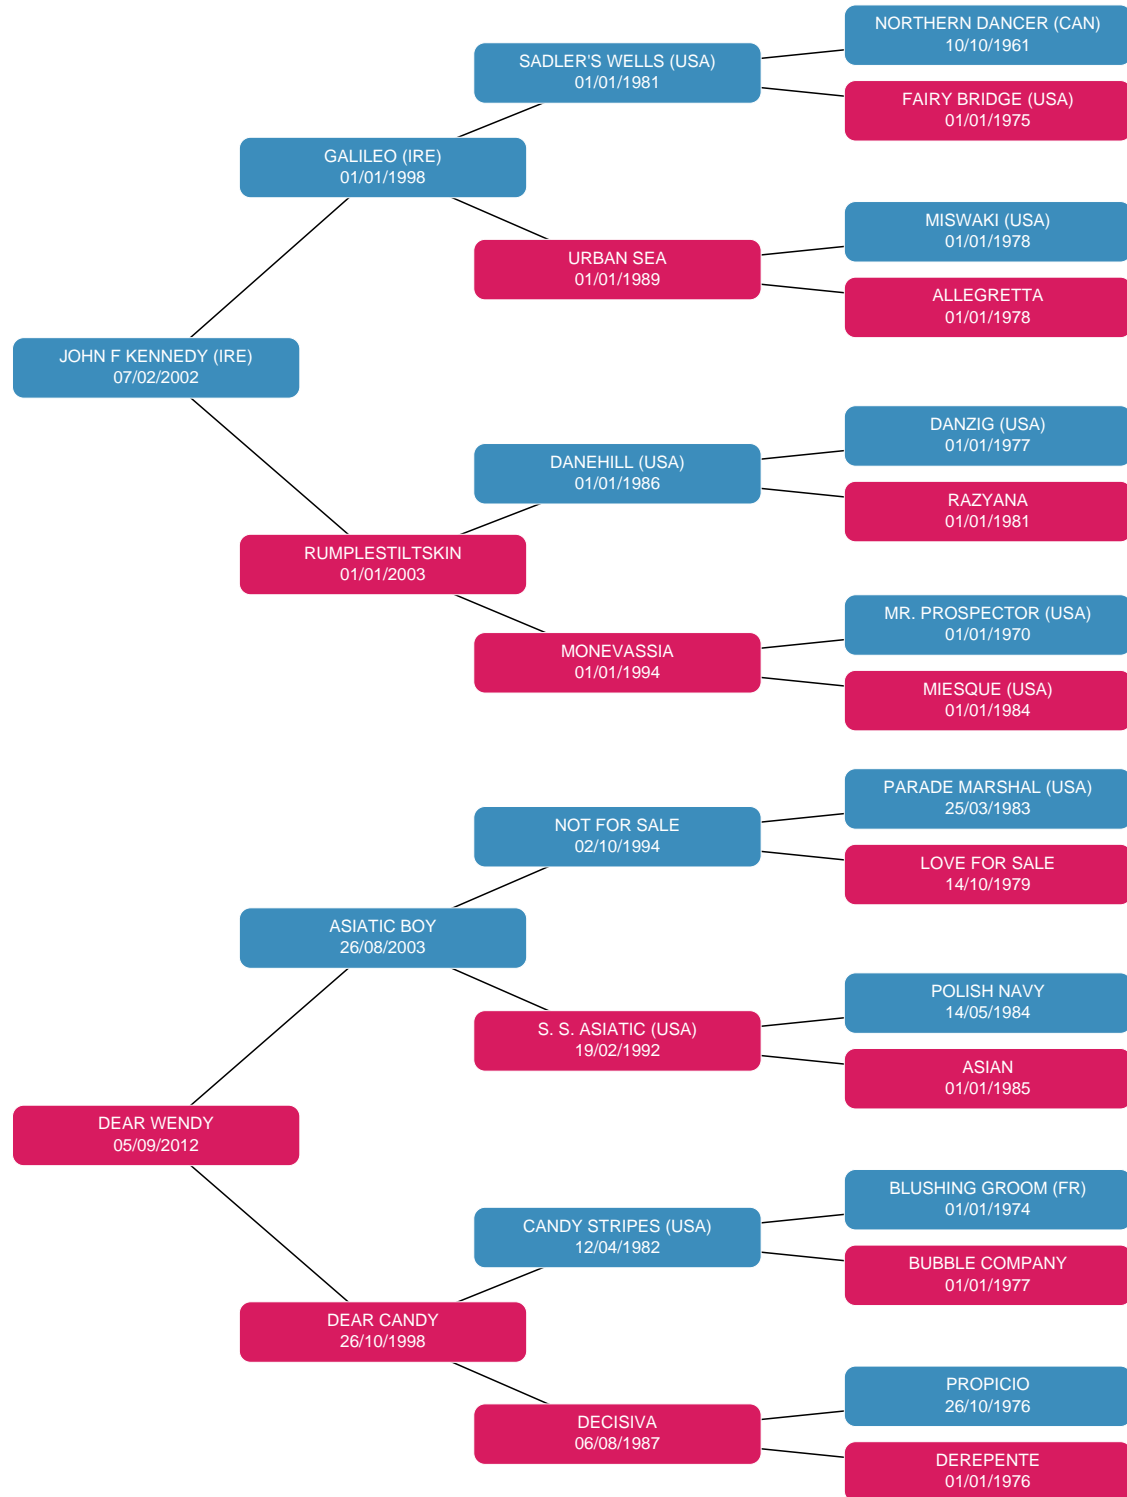 NORTHERN DANCER (CAN)
10/10/1961
SADLER'S WELLS (USA)
01/01/1981
FAIRY BRIDGE (USA)
01/01/1975
GALILEO (IRE)
01/01/1998
MISWAKI (USA)
01/01/1978
URBAN SEA
01/01/1989
ALLEGRETTA
01/01/1978
JOHN F KENNEDY (IRE)
07/02/2002
DANZIG (USA)
01/01/1977
DANEHILL (USA)
01/01/1986
RAZYANA
01/01/1981
RUMPLESTILTSKIN
01/01/2003
MR. PROSPECTOR (USA)
01/01/1970
MONEVASSIA
01/01/1994
MIESQUE (USA)
01/01/1984
PARADE MARSHAL (USA)
25/03/1983
NOT FOR SALE
02/10/1994
LOVE FOR SALE
14/10/1979
ASIATIC BOY
26/08/2003
POLISH NAVY
14/05/1984
S. S. ASIATIC (USA)
19/02/1992
ASIAN
01/01/1985
DEAR WENDY
05/09/2012
BLUSHING GROOM (FR)
01/01/1974
CANDY STRIPES (USA)
12/04/1982
BUBBLE COMPANY
01/01/1977
DEAR CANDY
26/10/1998
PROPICIO
26/10/1976
DECISIVA
06/08/1987
DEREPENTE
01/01/1976